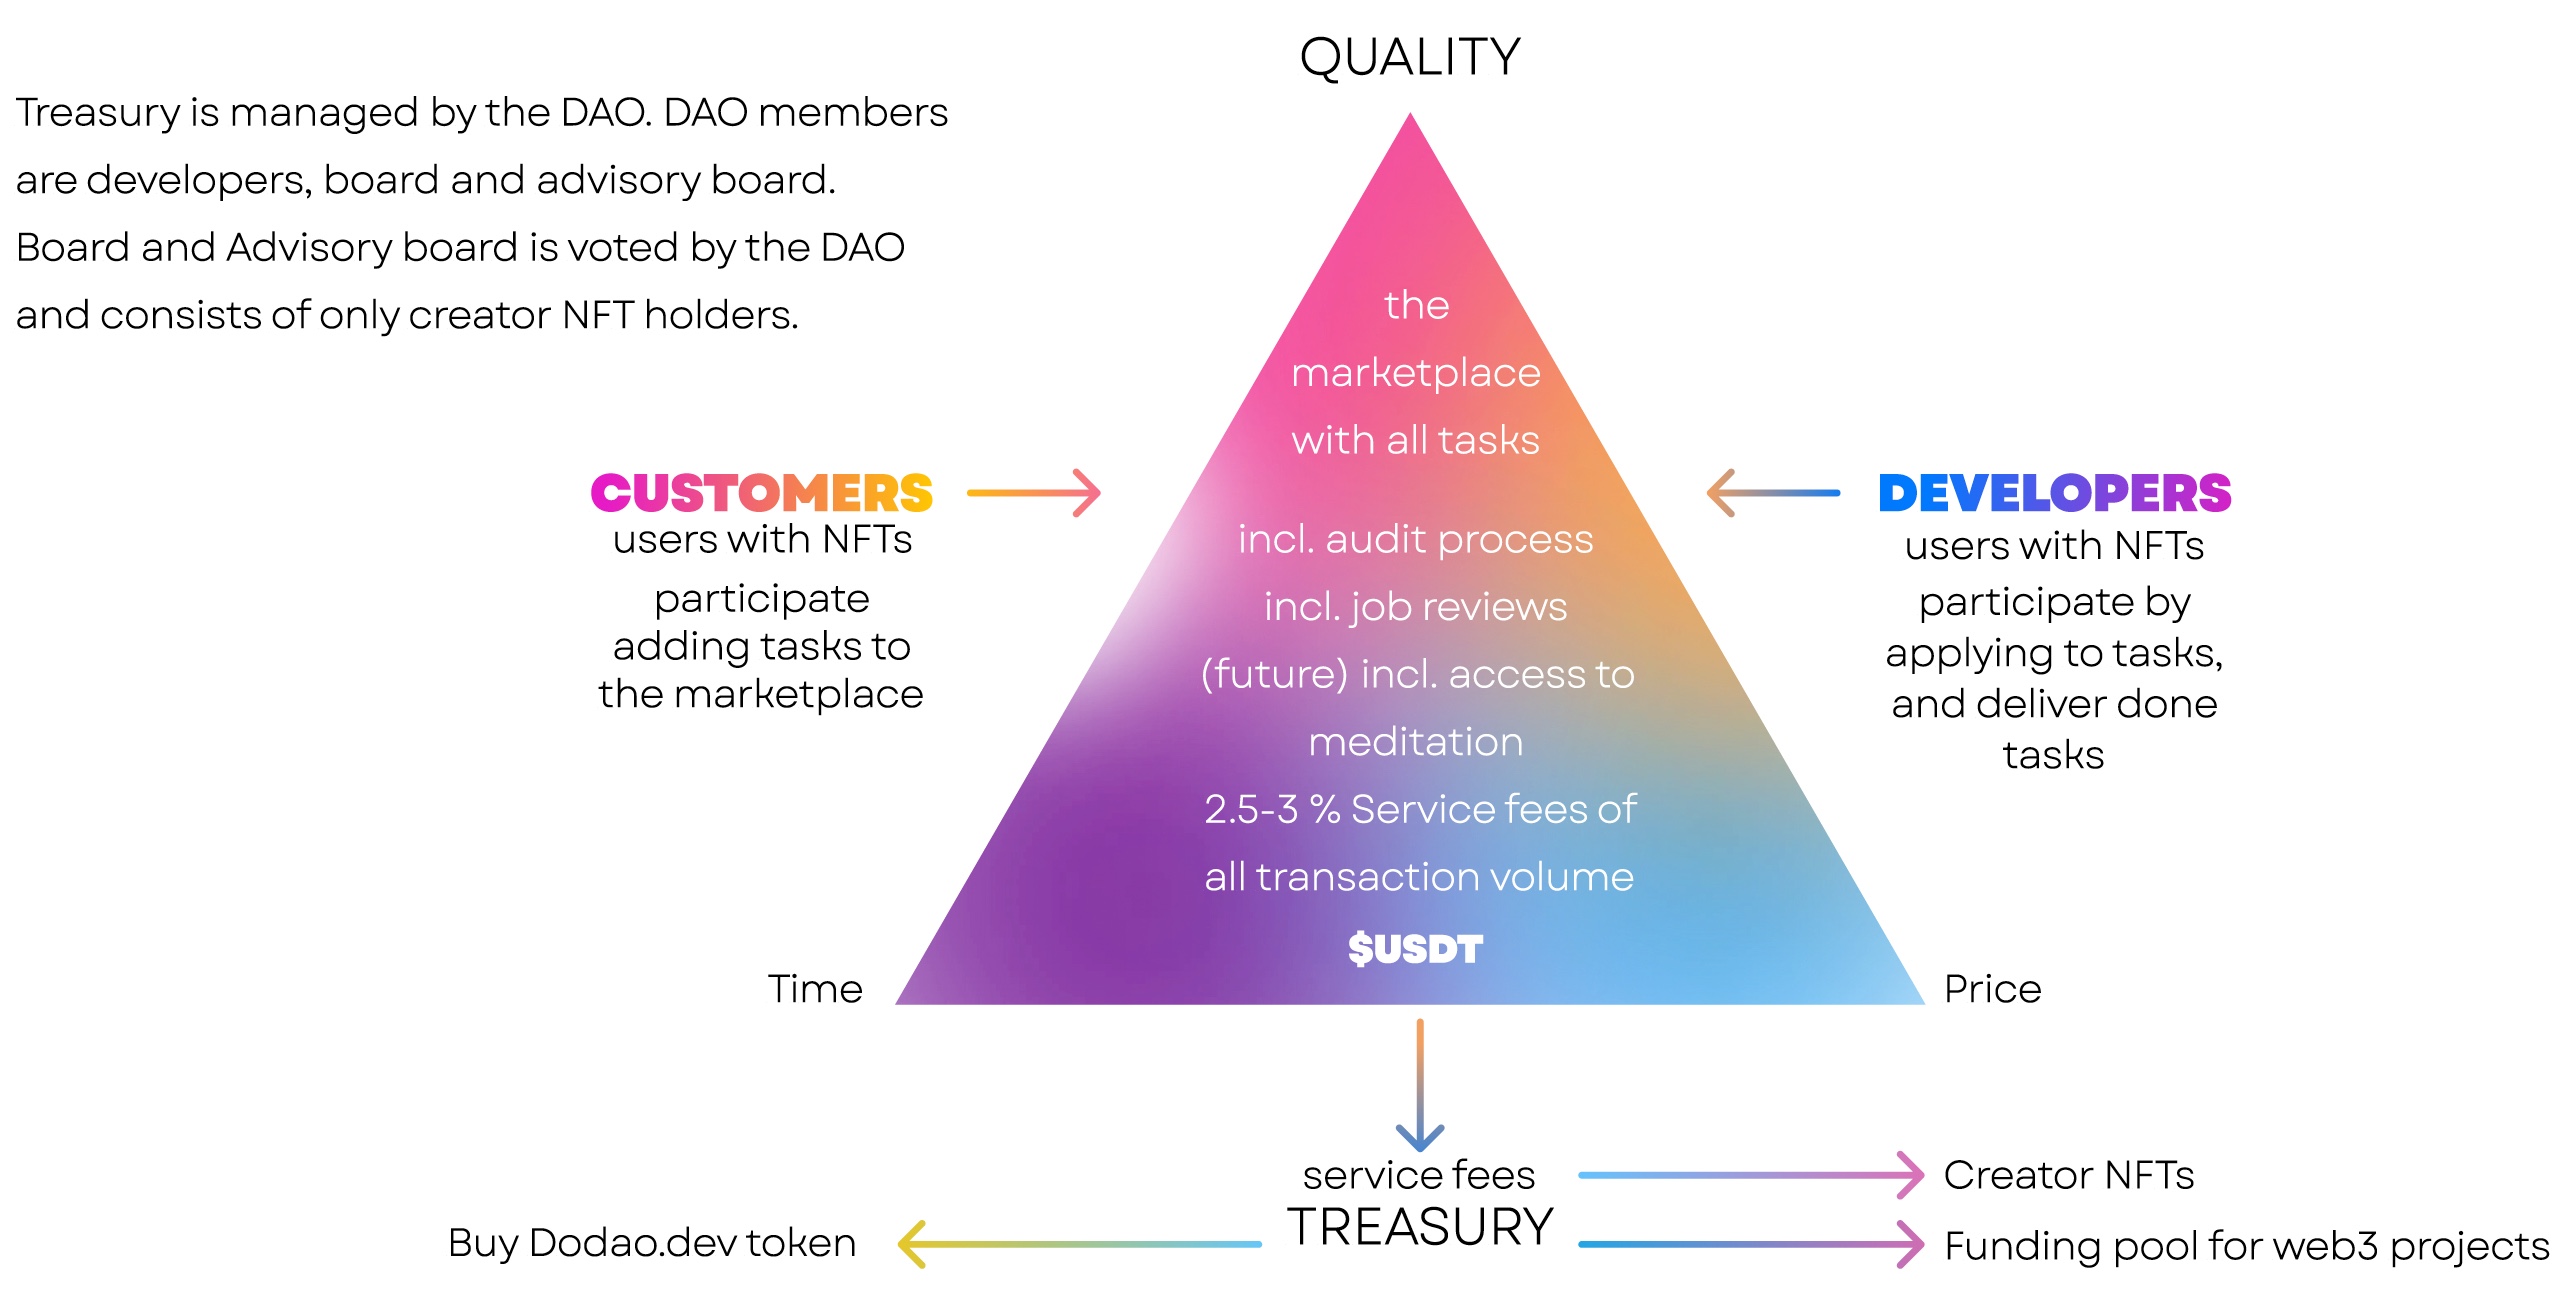 QUALITY
Treasury is managed by the DAO. DAO members
are developers, board and advisory board.
Board and Advisory board is voted by the DAO
and consists of only creator NFT holders.
the
marketplace
with all tasks
incl. audit process
incl. job reviews
(future) incl. access to
meditation
2.5-3 % Service fees of
all transaction volume
$USDT
CUSTOMERS
users with NFTs
participate
adding tasks to
the marketplace
DEVELOPERS
users with NFTs
participate by
applying to tasks,
and deliver done
tasks
Time
Price
service fees
TREASURY
Creator NFTs
Buy Dodao.dev token
Funding pool for web3 projects